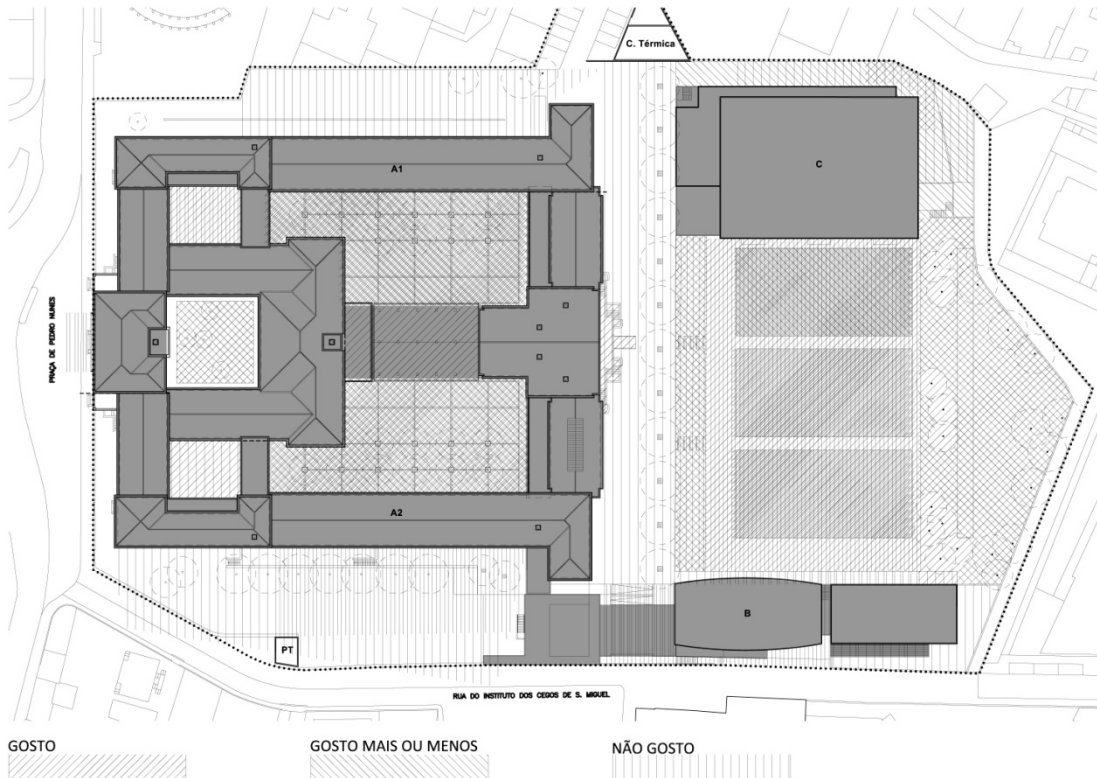 C. Térmica
C
A1
PRAÇA DE PEDRO NUNES
A2
B
PT
RUA DO INSTITUTO DOS CEGOS DE S. MIGUEL
GOSTO
GOSTO MAIS OU MENOS
NÃO GOSTO